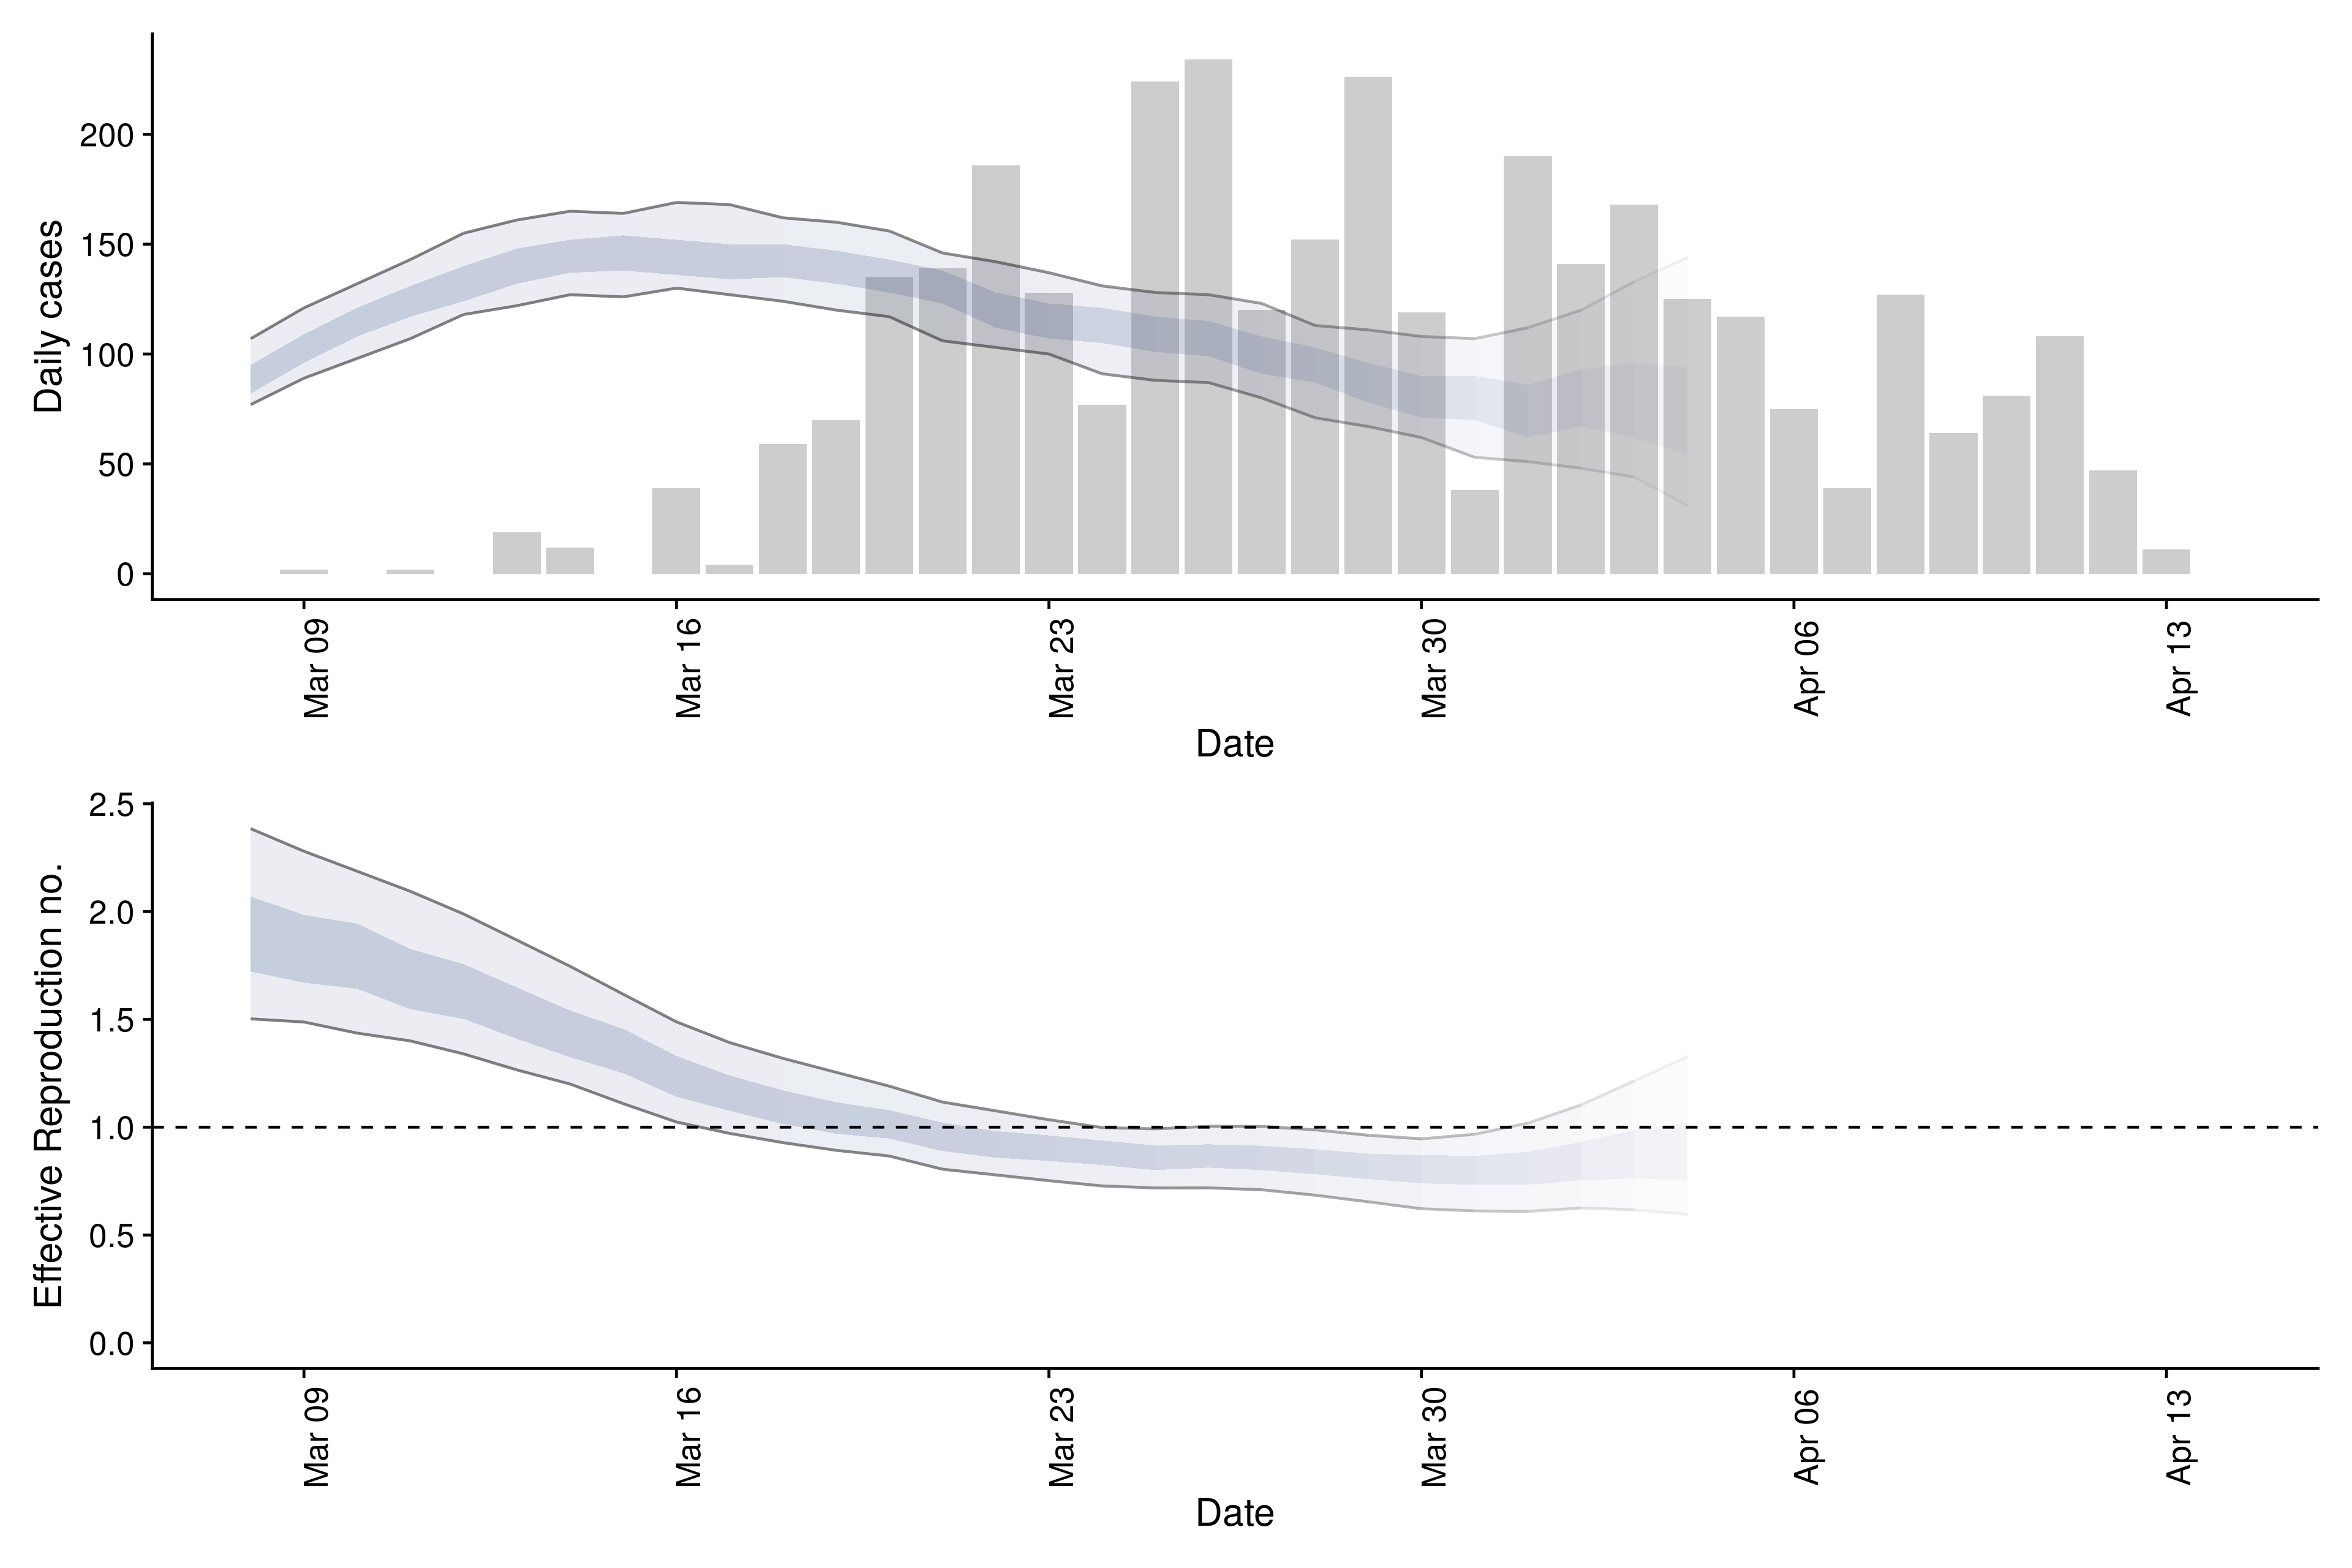 Daily cases
200
150
100
50
0
Mar 09
Mar 16
Mar 23
Mar 30
Apr 06
Apr 13
Date
Effective Reproduction no.
2.5
2.0
1.5
1.0
0.5
0.0
Mar 09
Mar 16
Mar 23
Mar 30
Apr 06
Apr 13
Date